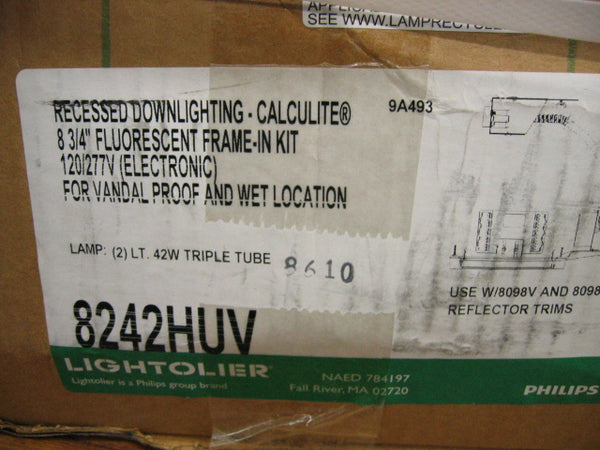 SEE WWW.LAMPRECYCLE
RECESSED DOWNLIGHTING - CALCULITE® 9A493
8 3/4" FLUORESCENT FRAME-IN KIT
120/277V (ELECTRONIC)
FOR VANDAL PROOF AND WET LOCATION
LAMP: (2) LT. 42W TRIPLE TUBE 8610
USE W/8098V AND 8098
REFLECTOR TRIMS
8242HUV
LIGHTOLIER
Lightolier is a Philips group brand
NAED 784197
Fall River, MA 02720
PHILIPS